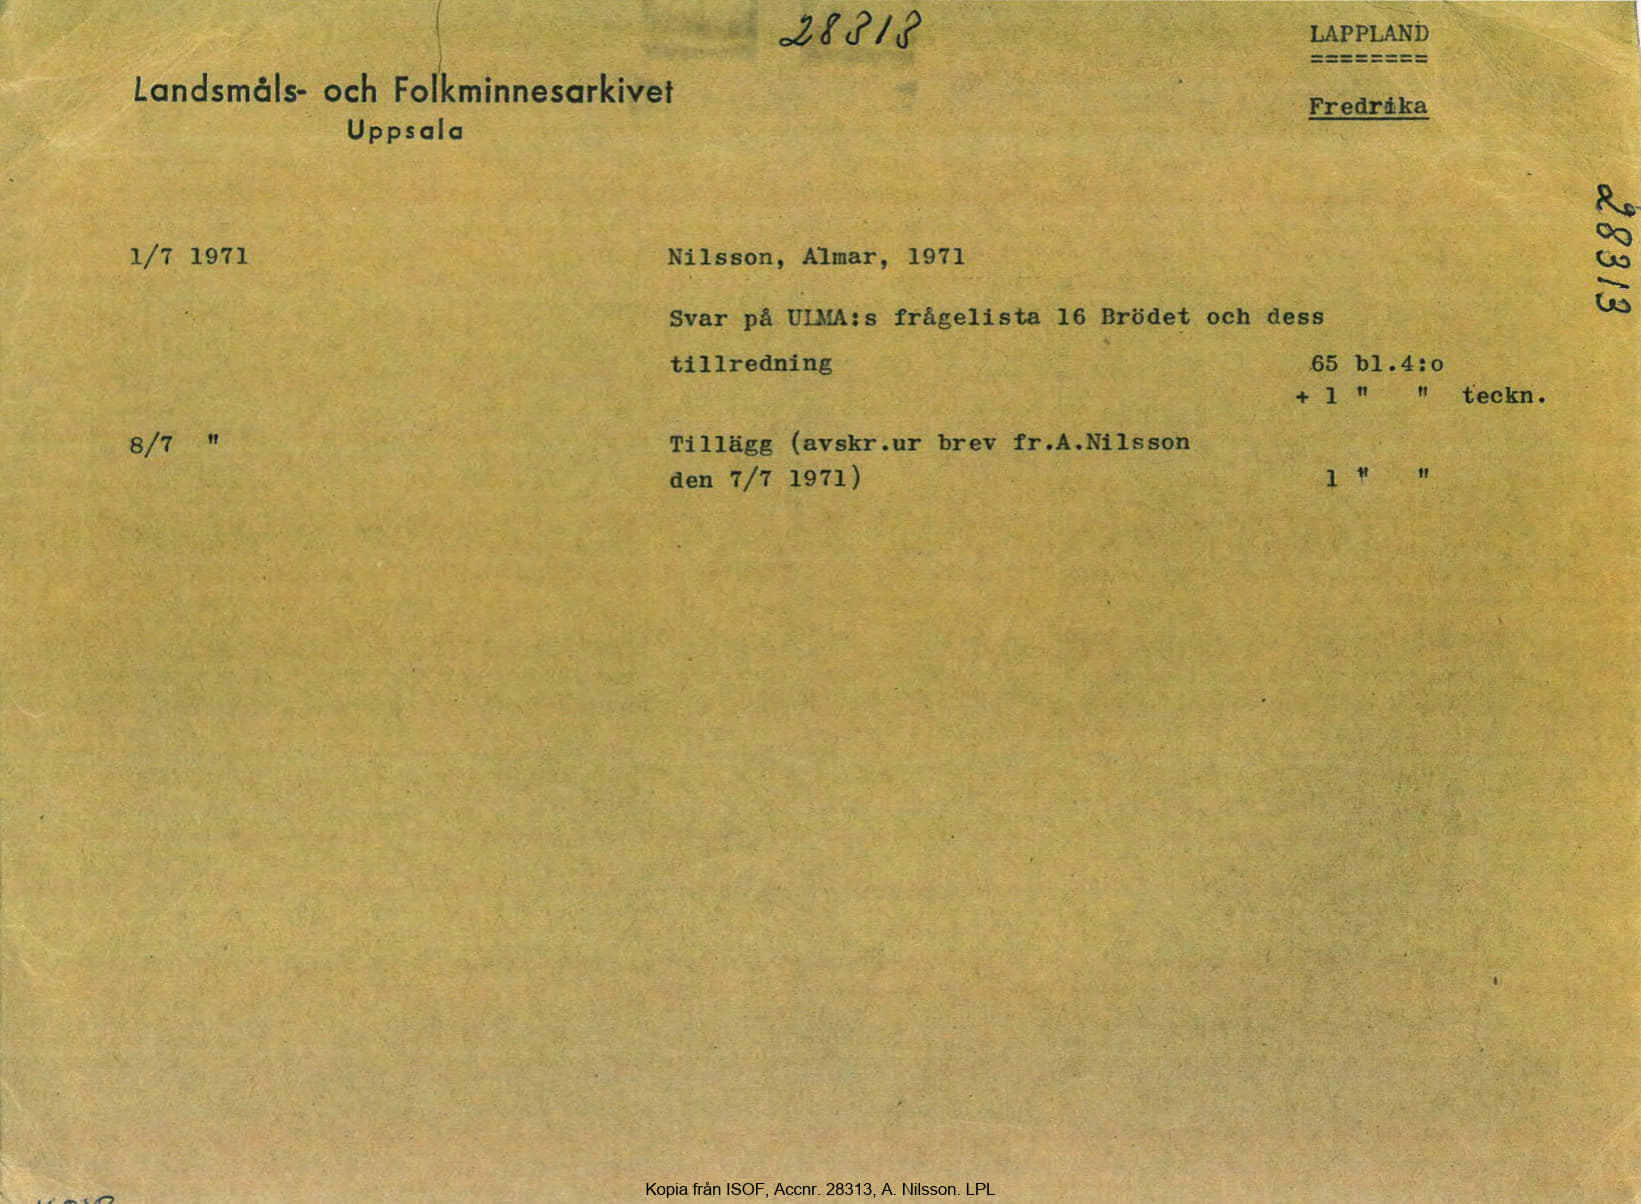 28313
LAPPLAND
========
Landsmåls- och Folkminnesarkivet
Fredrika
Uppsala
28313
1/7 1971 Nilsson, Almar, 1971
Svar på ULMA:s frågelista 16 Brödet och dess
tillredning 65 bl.4:o
+ 1 " " teckn.
8/7 " Tillägg (avskr.ur brev fr.A.Nilsson
den 7/7 1971) 1 " "
Kopia från ISOF, Accnr. 28313, A. Nilsson. LPL